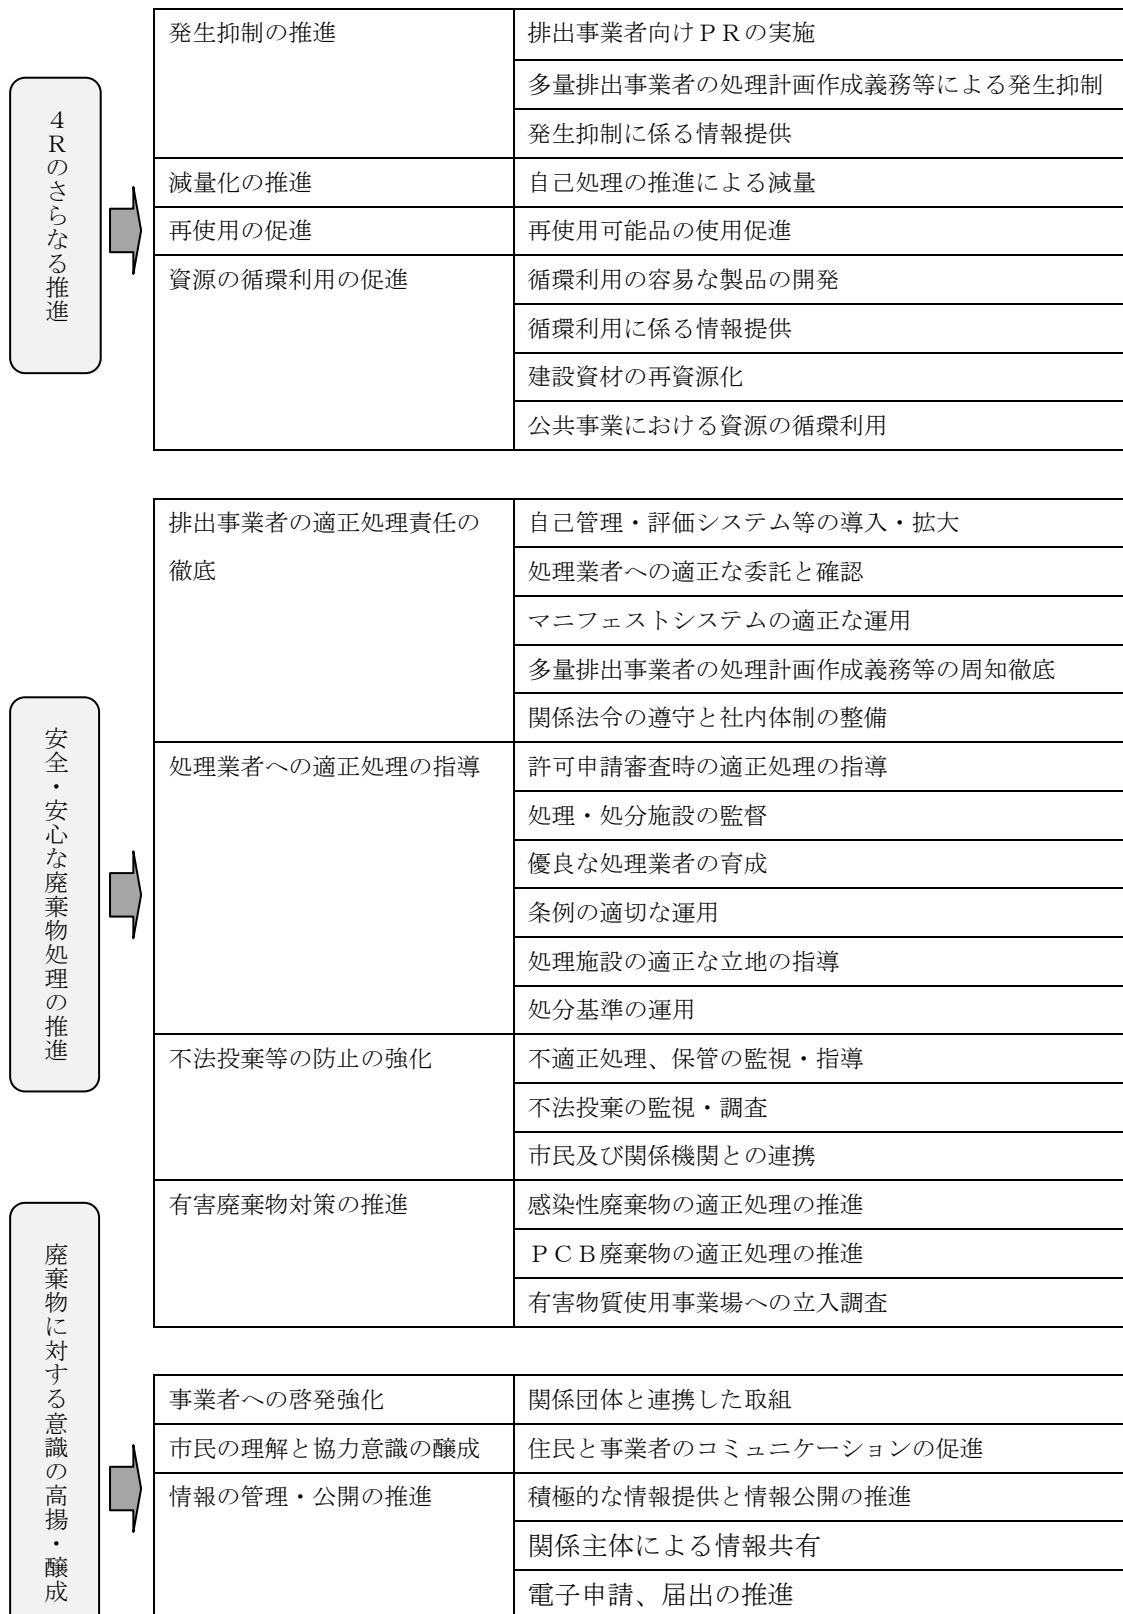 4Rのさらなる推進
発生抑制の推進
排出事業者向けPRの実施
多量排出事業者の処理計画作成義務等による発生抑制
発生抑制に係る情報提供
減量化の推進
自己処理の推進による減量
再使用の促進
再使用可能品の使用促進
資源の循環利用の促進
循環利用の容易な製品の開発
循環利用に係る情報提供
建設資材の再資源化
公共事業における資源の循環利用
安全・安心な廃棄物処理の推進
排出事業者の適正処理責任の
徹底
自己管理・評価システム等の導入・拡大
処理業者への適正な委託と確認
マニフェストシステムの適正な運用
多量排出事業者の処理計画作成義務等の周知徹底
関係法令の遵守と社内体制の整備
処理業者への適正処理の指導
許可申請審査時の適正処理の指導
処理・処分施設の監督
優良な処理業者の育成
条例の適切な運用
処理施設の適正な立地の指導
処分基準の運用
不法投棄等の防止の強化
不適正処理、保管の監視・指導
不法投棄の監視・調査
市民及び関係機関との連携
有害廃棄物対策の推進
感染性廃棄物の適正処理の推進
PCB廃棄物の適正処理の推進
有害物質使用事業場への立入調査
廃棄物に対する意識の高揚・醸成
事業者への啓発強化
関係団体と連携した取組
市民の理解と協力意識の醸成
住民と事業者のコミュニケーションの促進
情報の管理・公開の推進
積極的な情報提供と情報公開の推進
関係主体による情報共有
電子申請、届出の推進